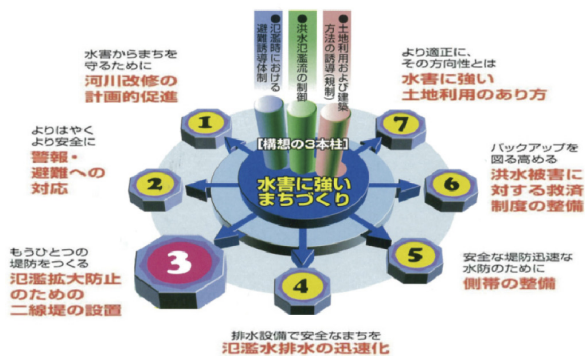 ●氾濫時における
避難誘導体制
●洪水氾濫流の制御
●土地利用および建築
方法の誘導(規制)
[構想の3本柱]
水害に強い
まちづくり
1
水害からまちを
守るために
河川改修の
計画的促進
2
よりはやく
より安全に
警報・
避難への
対応
3
もうひとつの
堤防をつくる
氾濫拡大防止
のための
二線堤の設置
4
排水設備で安全なまちを
氾濫水排水の迅速化
5
安全な堤防迅速な
水防のために
側帯の整備
6
バックアップを
図る高める
洪水被害に
対する救済
制度の整備
7
より適正に、
その方向性とは
水害に強い
土地利用のあり方